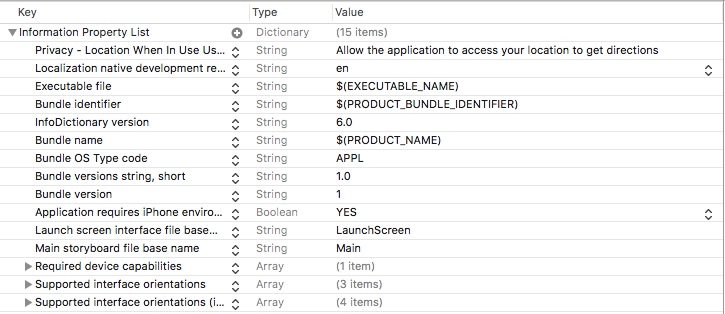 Key Type Value
Information Property List Dictionary (15 items)
Privacy - Location When In Use Us... String Allow the application to access your location to get directions
Localization native development re... String en
Executable file String $(EXECUTABLE_NAME)
Bundle identifier String $(PRODUCT_BUNDLE_IDENTIFIER)
InfoDictionary version String 6.0
Bundle name String $(PRODUCT_NAME)
Bundle OS Type code String APPL
Bundle versions string, short String 1.0
Bundle version String 1
Application requires iPhone enviro... Boolean YES
Launch screen interface file base... String LaunchScreen
Main storyboard file base name String Main
Required device capabilities Array (1 item)
Supported interface orientations Array (3 items)
Supported interface orientations (i... Array (4 items)